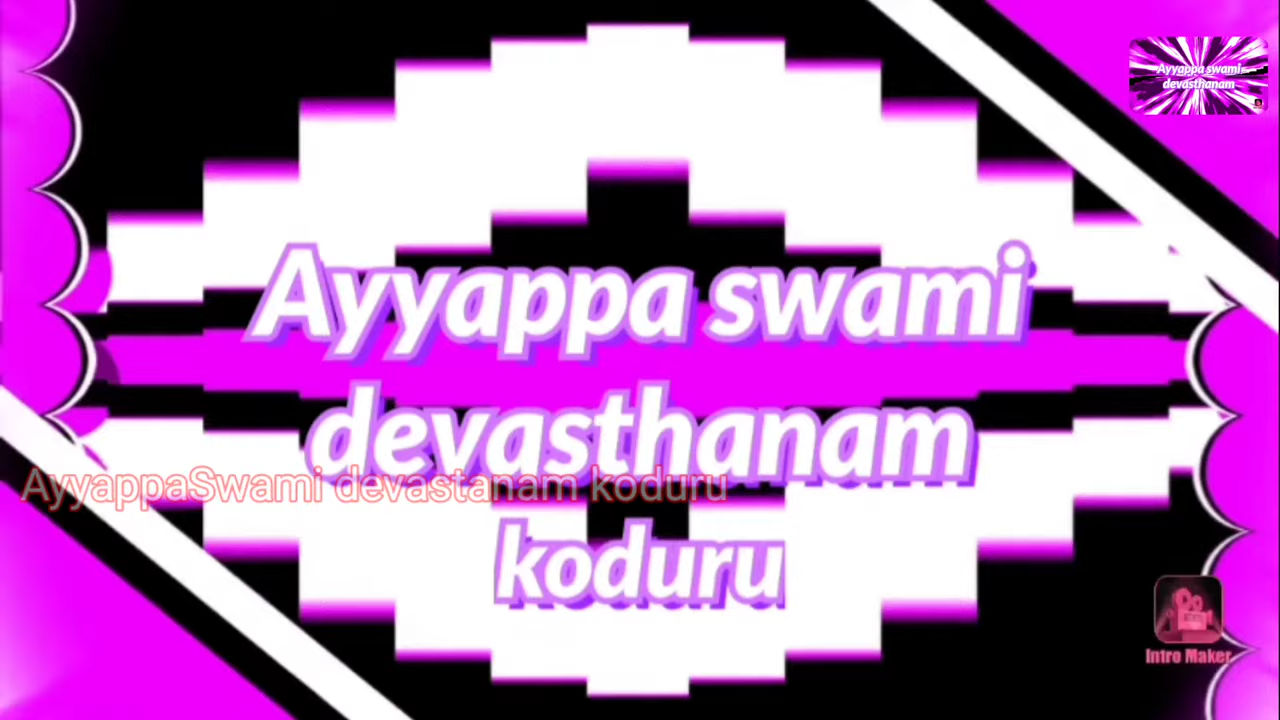 Ayyappa swami
devasthanam
Ayyappa swami
devasthanam
AyyappaSwami devastanam koduru
koduru
Intro Maker